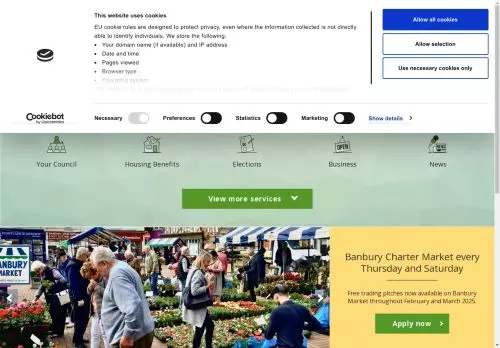 This website uses cookies
EU cookie rules are designed to protect privacy, even where the information collected is not directly
able to identify individuals. We store the following:
• Your domain name (if available) and IP address
• Date and time
• Pages viewed
• Browser type
• Operating system
Allow all cookies
Allow selection
Use necessary cookies only
Cookiebot
by Usercentrics
Necessary
Preferences
Statistics
Marketing
Show details
Your Council
Housing Benefits
Elections
Business
News
OPEN
View more services
BANBURY
MARKET
Banbury Charter Market every
Thursday and Saturday
Free trading pitches now available on Banbury
Market throughout February and March 2025.
Apply now